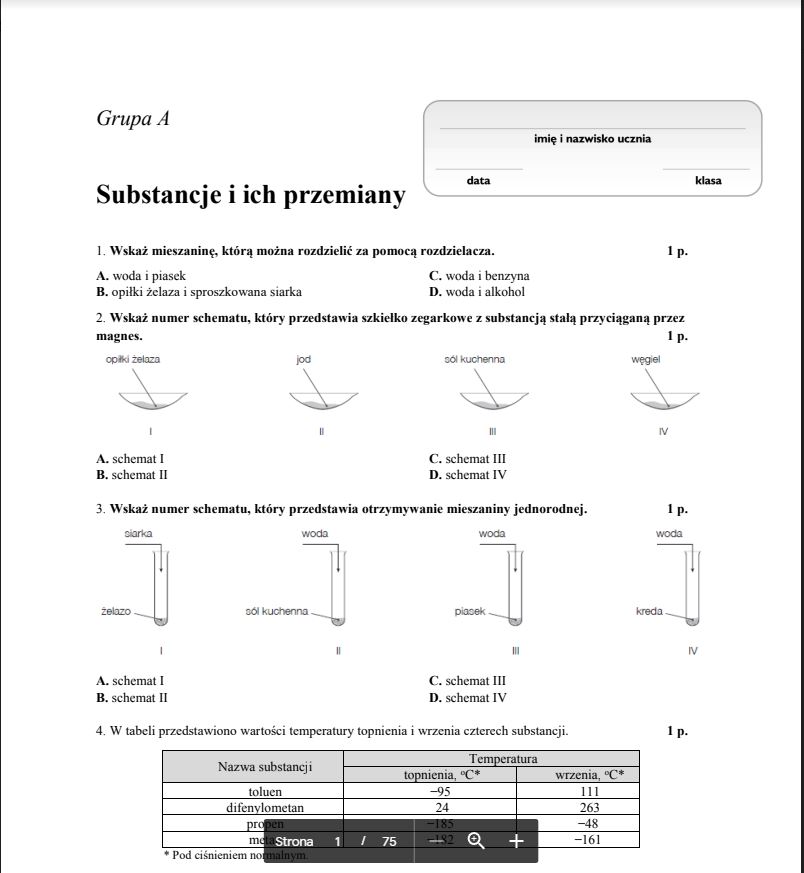 Grupa A
imię i nazwisko ucznia
data klasa
Substancje i ich przemiany
1. Wskaż mieszaninę, którą można rozdzielić za pomocą rozdzielacza. 1 p.
A. woda i piasek C. woda i benzyna
B. opiłki żelaza i sproszkowana siarka D. woda i alkohol
2. Wskaż numer schematu, który przedstawia szkiełko zegarkowe z substancją stałą przyciąganą przez
magnes. 1 p.
opiłki żelaza jod sól kuchenna węgiel
I II III IV
A. schemat I C. schemat III
B. schemat II D. schemat IV
3. Wskaż numer schematu, który przedstawia otrzymywanie mieszaniny jednorodnej. 1 p.
siarka woda woda woda
żelazo sól kuchenna piasek kreda
I II III IV
A. schemat I C. schemat III
B. schemat II D. schemat IV
4. W tabeli przedstawiono wartości temperatury topnienia i wrzenia czterech substancji. 1 p.
Nazwa substancji Temperatura
topnienia, °C* wrzenia, °C*
toluen −95 111
difenylometan 24 263
propen −185 −48
−182 −161
Strona 1 / 75
* Pod ciśnieniem normalnym.